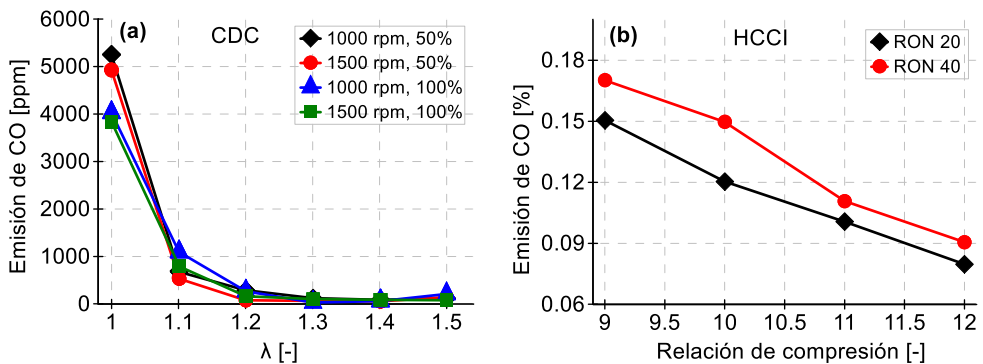 (a)
CDC
1000 rpm, 50%
1500 rpm, 50%
1000 rpm, 100%
1500 rpm, 100%
Emisión de CO [ppm]
6000
5000
4000
3000
2000
1000
0
1 1.1 1.2 1.3 1.4 1.5
λ [-]
(b)
HCCI
RON 20
RON 40
Emisión de CO [%]
0.18
0.15
0.12
0.09
0.06
9 9.5 10 10.5 11 11.5 12
Relación de compresión [-]